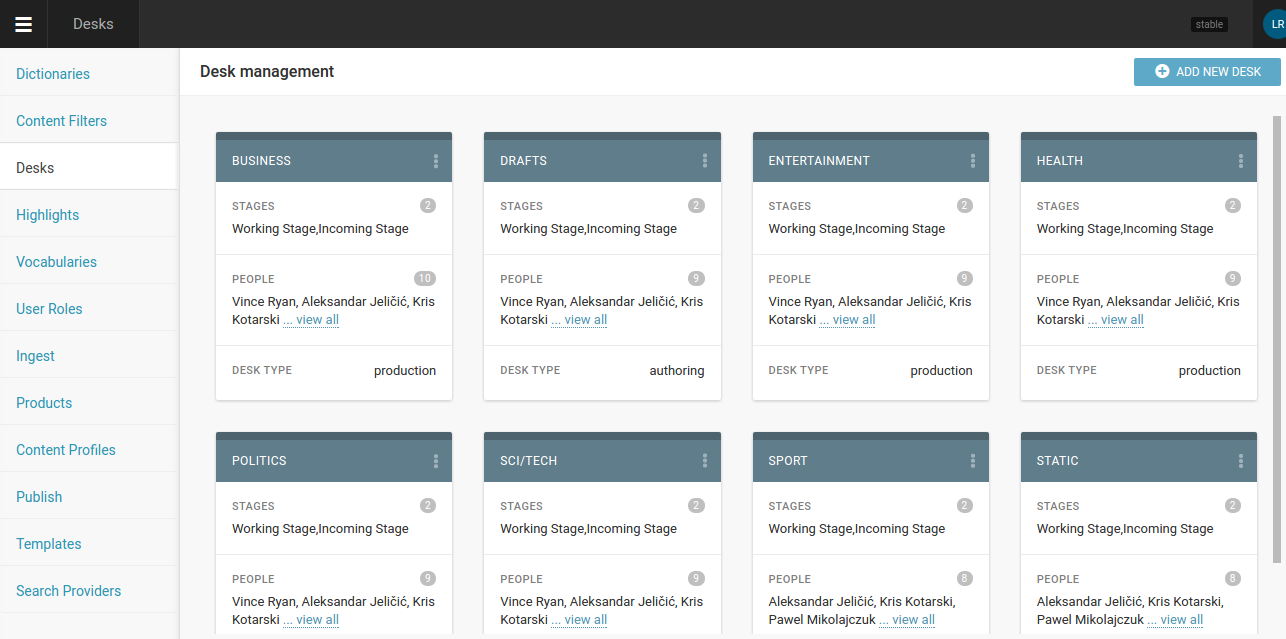 Desks
stable
LR
Dictionaries
Content Filters
Desks
Highlights
Vocabularies
User Roles
Ingest
Products
Content Profiles
Publish
Templates
Search Providers
Desk management
ADD NEW DESK
BUSINESS
STAGES 2
Working Stage,Incoming Stage
PEOPLE 10
Vince Ryan, Aleksandar Jeličić, Kris
Kotarski ... view all
DESK TYPE production
DRAFTS
STAGES 2
Working Stage,Incoming Stage
PEOPLE 9
Vince Ryan, Aleksandar Jeličić, Kris
Kotarski ... view all
DESK TYPE authoring
ENTERTAINMENT
STAGES 2
Working Stage,Incoming Stage
PEOPLE 9
Vince Ryan, Aleksandar Jeličić, Kris
Kotarski ... view all
DESK TYPE production
HEALTH
STAGES 2
Working Stage,Incoming Stage
PEOPLE 9
Vince Ryan, Aleksandar Jeličić, Kris
Kotarski ... view all
DESK TYPE production
POLITICS
STAGES 2
Working Stage,Incoming Stage
PEOPLE 9
Vince Ryan, Aleksandar Jeličić, Kris
Kotarski ... view all
SCI/TECH
STAGES 2
Working Stage,Incoming Stage
PEOPLE 9
Vince Ryan, Aleksandar Jeličić, Kris
Kotarski ... view all
SPORT
STAGES 2
Working Stage,Incoming Stage
PEOPLE 8
Aleksandar Jeličić, Kris Kotarski,
Pawel Mikolajczuk ... view all
STATIC
STAGES 2
Working Stage,Incoming Stage
PEOPLE 8
Aleksandar Jeličić, Kris Kotarski,
Pawel Mikolajczuk ... view all